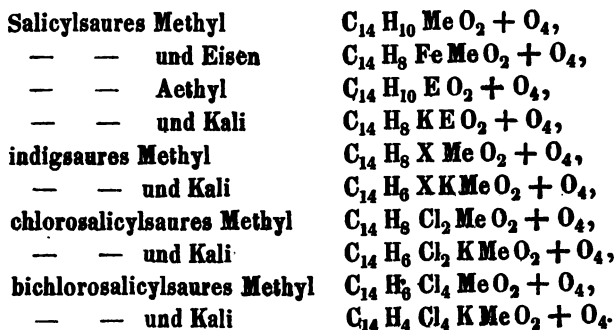 Salicylsaures Methyl C₁₄ H₁₀ Me O₂ + O₄,
— — und Eisen C₁₄ H₈ Fe Me O₂ + O₄,
— — Aethyl C₁₄ H₁₀ E O₂ + O₄,
— — und Kali C₁₄ H₈ K E O₂ + O₄,
indigsaures Methyl C₁₄ H₈ X Me O₂ + O₄,
— — und Kali C₁₄ H₆ X K Me O₂ + O₄,
chlorosalicylsaures Methyl C₁₄ H₈ Cl₂ Me O₂ + O₄,
— — und Kali C₁₄ H₆ Cl₂ K Me O₂ + O₄,
bichlorosalicylsaures Methyl C₁₄ H₆ Cl₄ Me O₂ + O₄,
— — und Kali C₁₄ H₄ Cl₄ K Me O₂ + O₄.